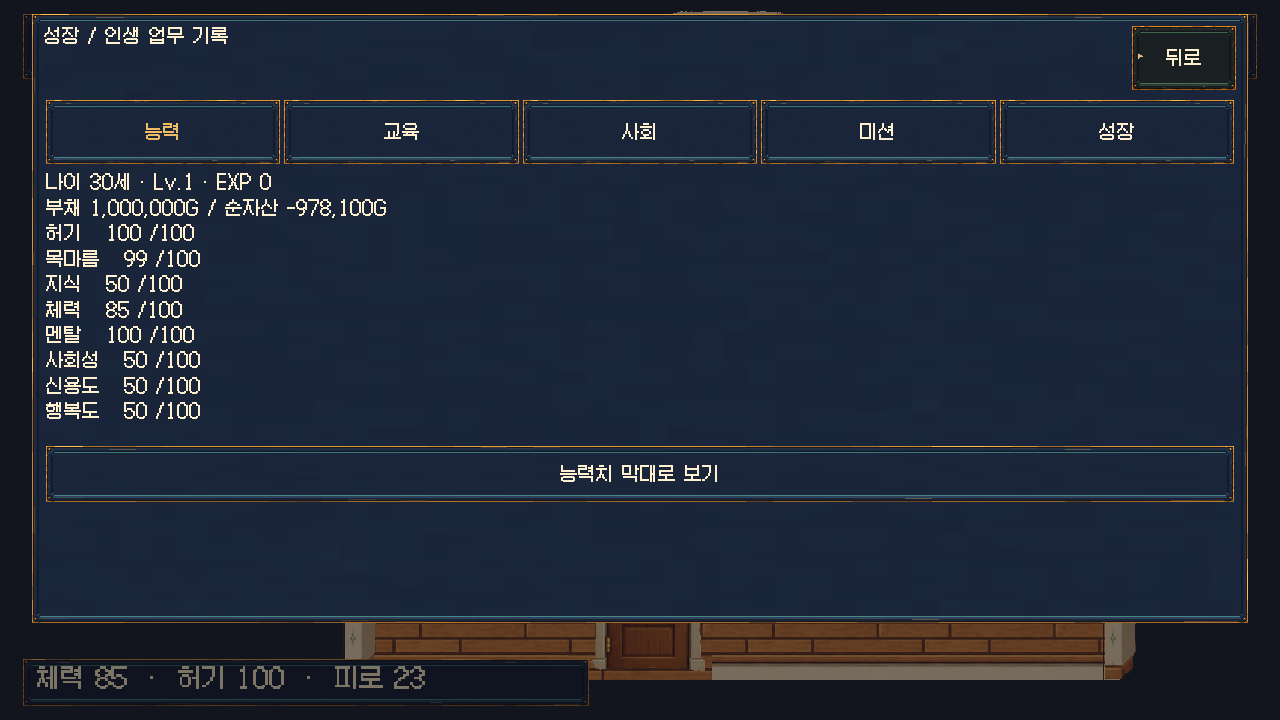 성장 / 인생 업무 기록
뒤로
능력
교육
사회
미션
성장
나이 30세 · Lv.1 · EXP 0
부채 1,000,000G / 순자산 -978,100G
허기 100 /100
목마름 99 /100
지식 50 /100
체력 85 /100
멘탈 100 /100
사회성 50 /100
신용도 50 /100
행복도 50 /100
능력치 막대로 보기
체력 85 · 허기 100 · 피로 23